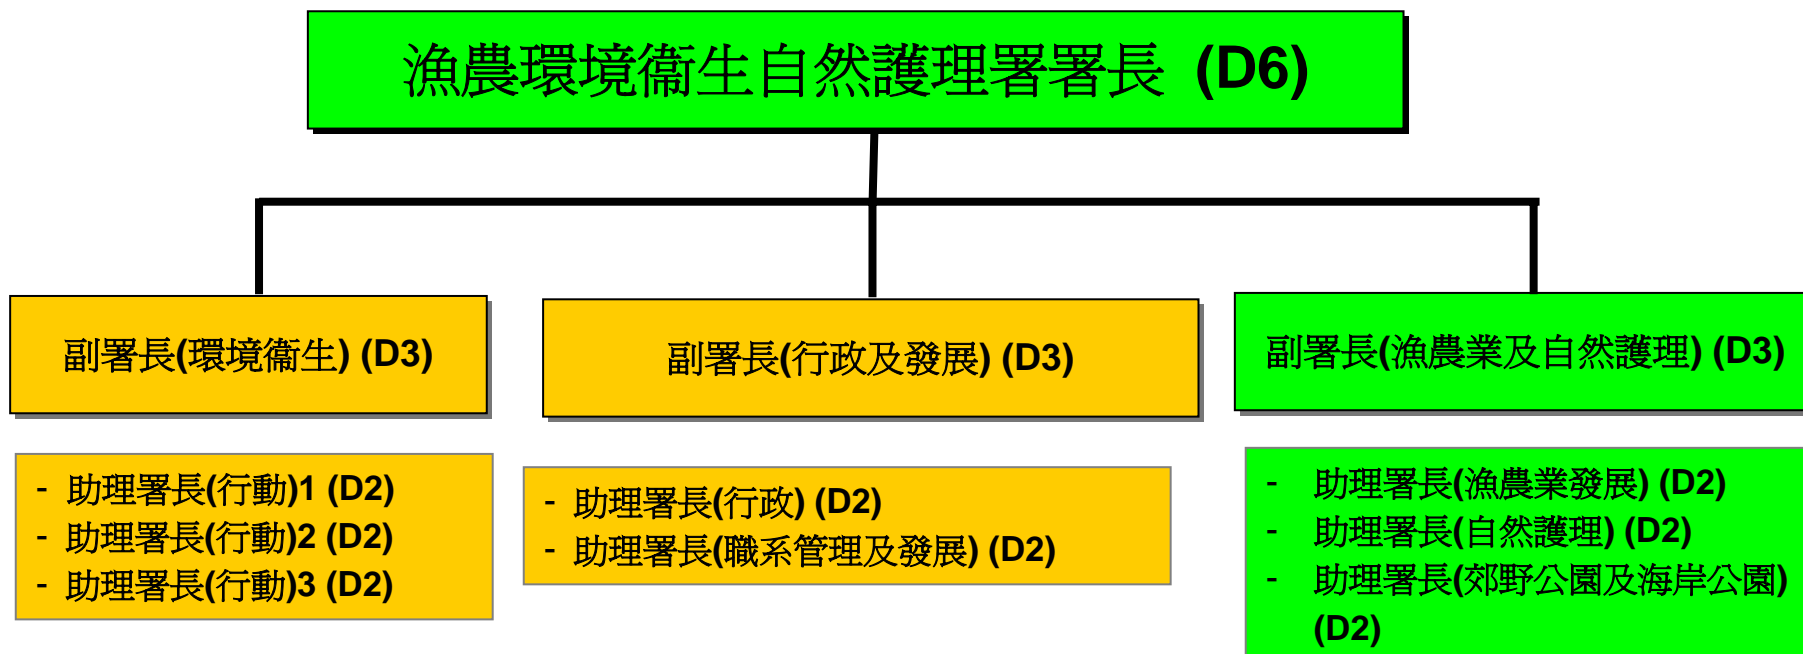 漁農環境衞生自然護理署署長 (D6)
副署長(環境衞生) (D3)
副署長(行政及發展) (D3)
副署長(漁農業及自然護理) (D3)
- 助理署長(行動)1 (D2)
- 助理署長(行動)2 (D2)
- 助理署長(行動)3 (D2)
- 助理署長(行政) (D2)
- 助理署長(職系管理及發展) (D2)
- 助理署長(漁農業發展) (D2)
- 助理署長(自然護理) (D2)
- 助理署長(郊野公園及海岸公園)
(D2)